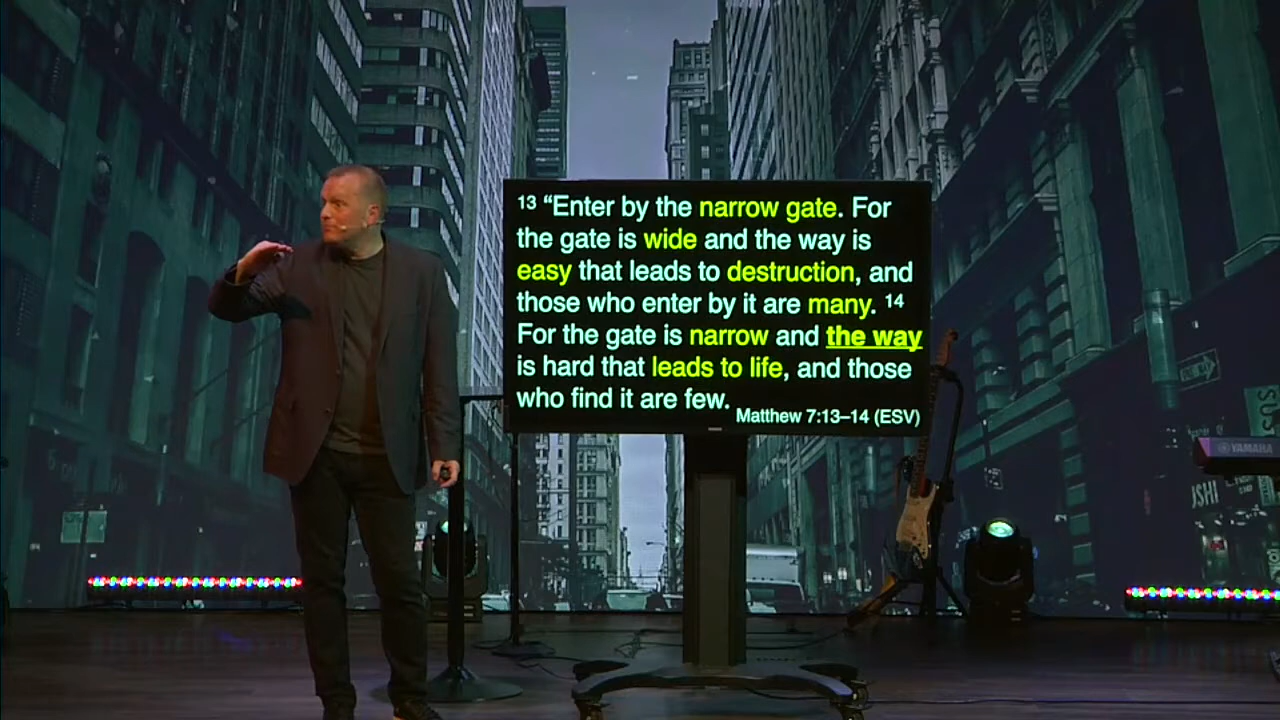 13 “Enter by the narrow gate. For
the gate is wide and the way is
easy that leads to destruction, and
those who enter by it are many. 14
For the gate is narrow and the way
is hard that leads to life, and those
who find it are few.
Matthew 7:13–14 (ESV)
YAMAHA